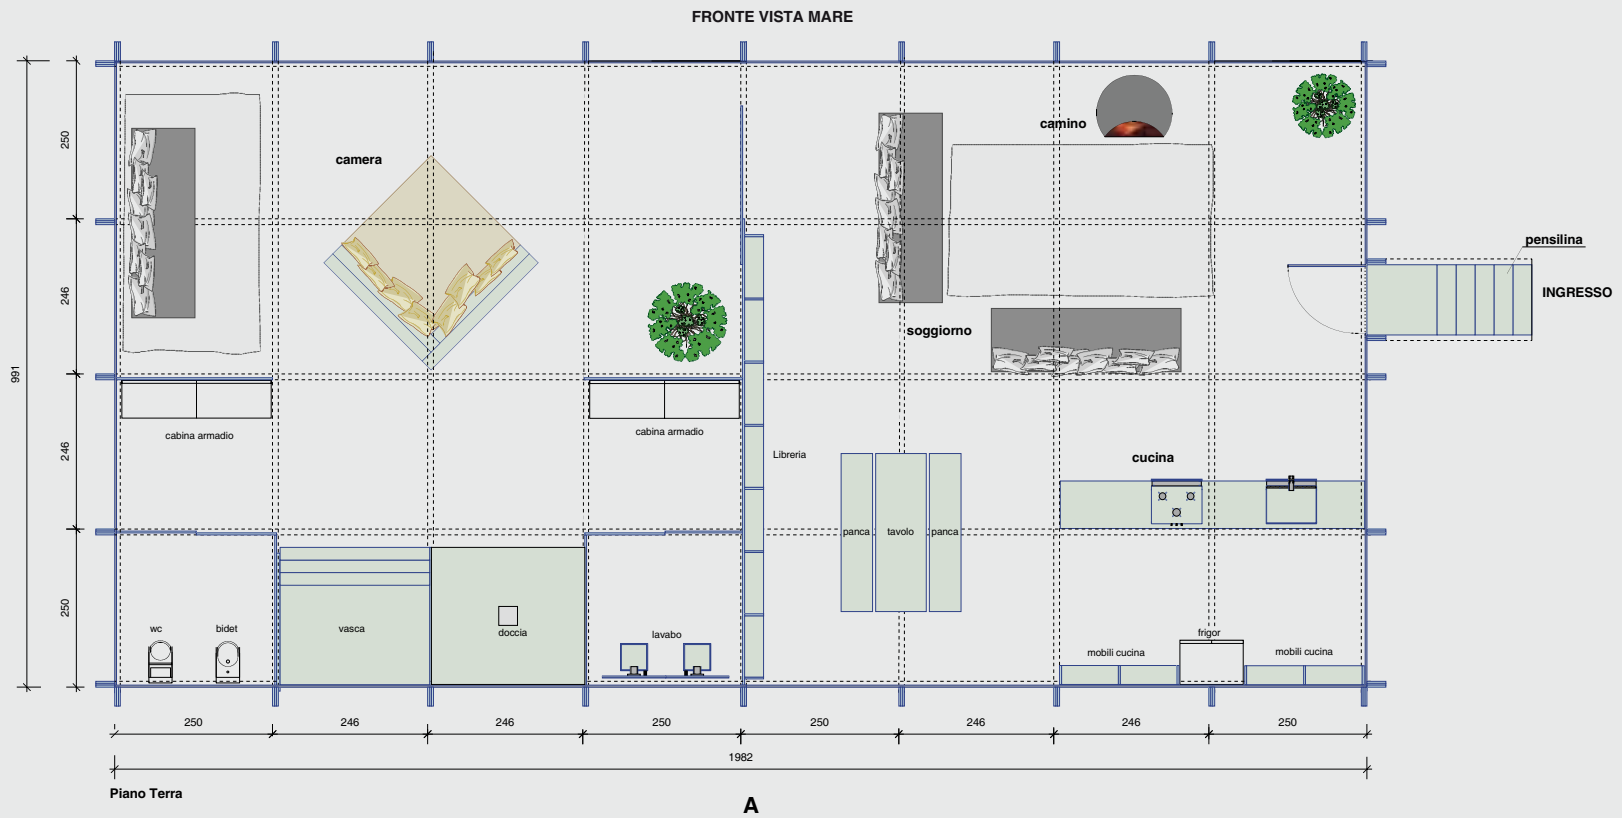 FRONTE VISTA MARE
camino
250
camera
pensilina
INGRESSO
246
soggiorno
991
cabina armadio
cabina armadio
246
Libreria
cucina
panca
tavolo
panca
250
wc
bidet
vasca
doccia
lavabo
frigor
mobili cucina
mobili cucina
250
246
246
250
250
246
246
250
1982
Piano Terra
A